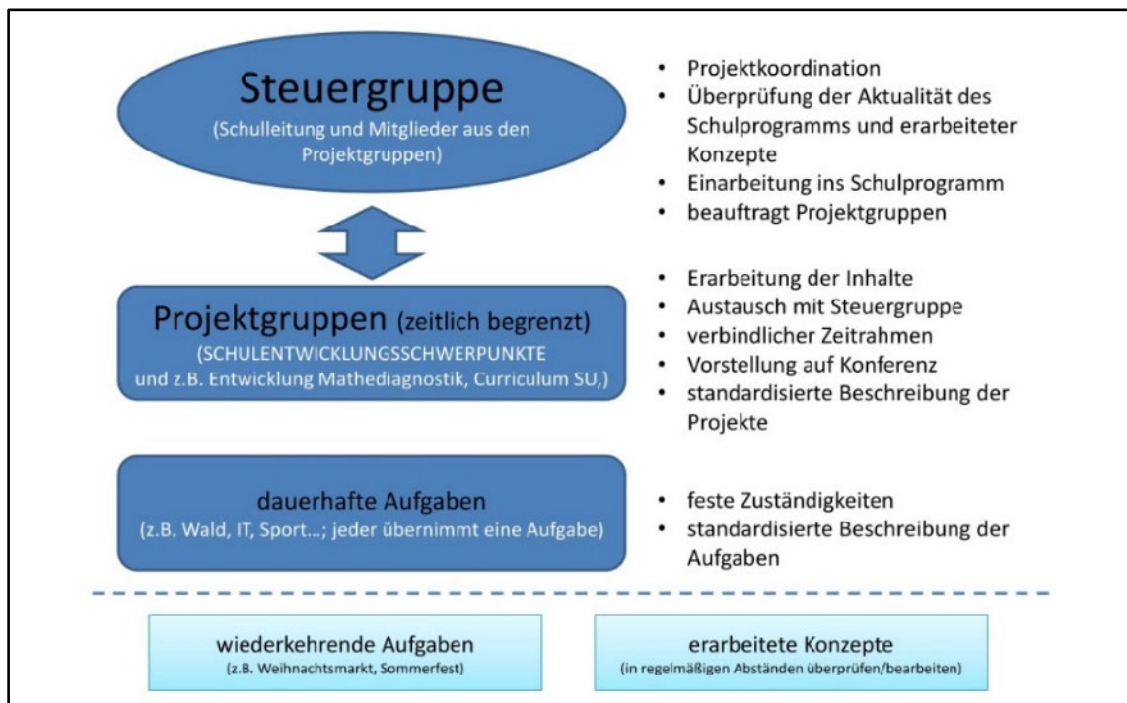 Steuergruppe
(Schulleitung und Mitglieder aus den
Projektgruppen)
• Projektkoordination
• Überprüfung der Aktualität des
Schulprogramms und erarbeiteter
Konzepte
• Einarbeitung ins Schulprogramm
• beauftragt Projektgruppen
Projektgruppen (zeitlich begrenzt)
(SCHULENTWICKLUNGSSCHWERPUNKTE
und z.B. Entwicklung Mathediagnostik, Curriculum SU,)
• Erarbeitung der Inhalte
• Austausch mit Steuergruppe
• verbindlicher Zeitrahmen
• Vorstellung auf Konferenz
• standardisierte Beschreibung der
Projekte
dauerhafte Aufgaben
(z.B. Wald, IT, Sport...; jeder übernimmt eine Aufgabe)
• feste Zuständigkeiten
• standardisierte Beschreibung der
Aufgaben
wiederkehrende Aufgaben
(z.B. Weihnachtsmarkt, Sommerfest)
erarbeitete Konzepte
(in regelmäßigen Abständen überprüfen/bearbeiten)